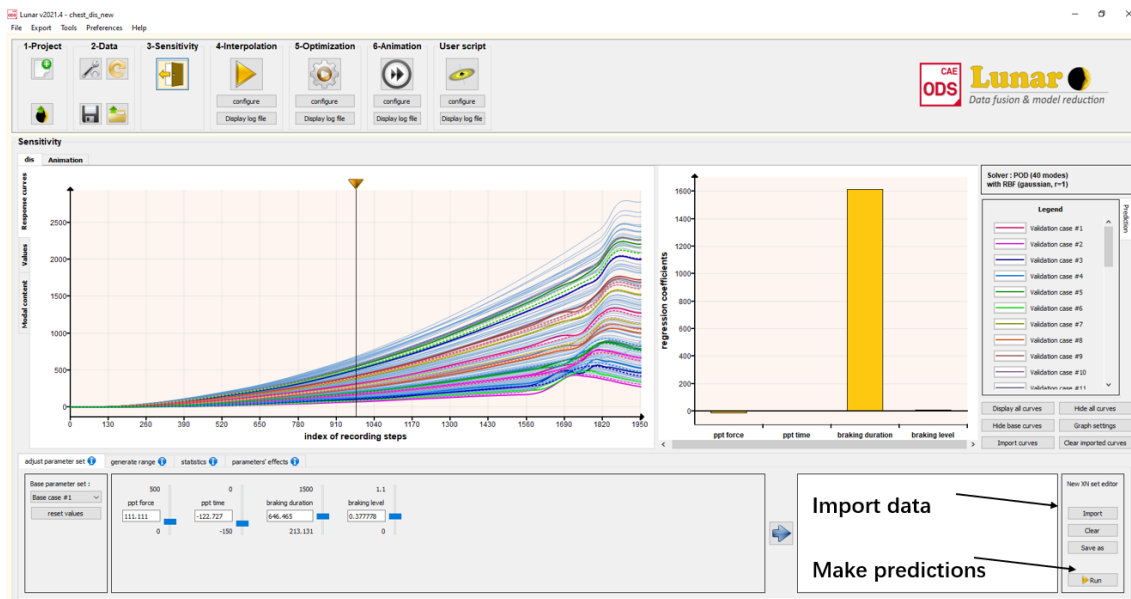 Lunar v2021.4 - chest_dis_new
File Export Tools Preferences Help
1-Project 2-Data 3-Sensitivity 4-Interpolation 5-Optimization 6-Animation User script
configure configure configure configure
Display log file Display log file Display log file Display log file
CAE
ODS
Lunar
Data fusion & model reduction
Sensitivity
dis Animation
Response curves
Values
Modal content
2500
2000
1500
1000
500
0
0 130 260 390 520 650 780 910 1040 1170 1300 1430 1560 1690 1820 1950
index of recording steps
regression coefficients
1600
1400
1200
1000
800
600
400
200
0
ppt force ppt time braking duration braking level
Solver : POD (40 modes)
with RBF (gaussian, r=1)
Prediction
Legend
Validation case #1
Validation case #2
Validation case #3
Validation case #4
Validation case #5
Validation case #6
Validation case #7
Validation case #8
Validation case #9
Validation case #10
Validation case #11
Display all curves Hide all curves
Hide base curves Graph settings
Import curves Clear imported curves
adjust parameter set generate range statistics parameters' effects
Base parameter set :
Base case #1
reset values
500 0 1500 1.1
ppt force ppt time braking duration braking level
111.111 -122.727 646.465 0.377778
0 -150 213.131 0
Import data
Make predictions
New XN set editor
Import
Clear
Save as
Run